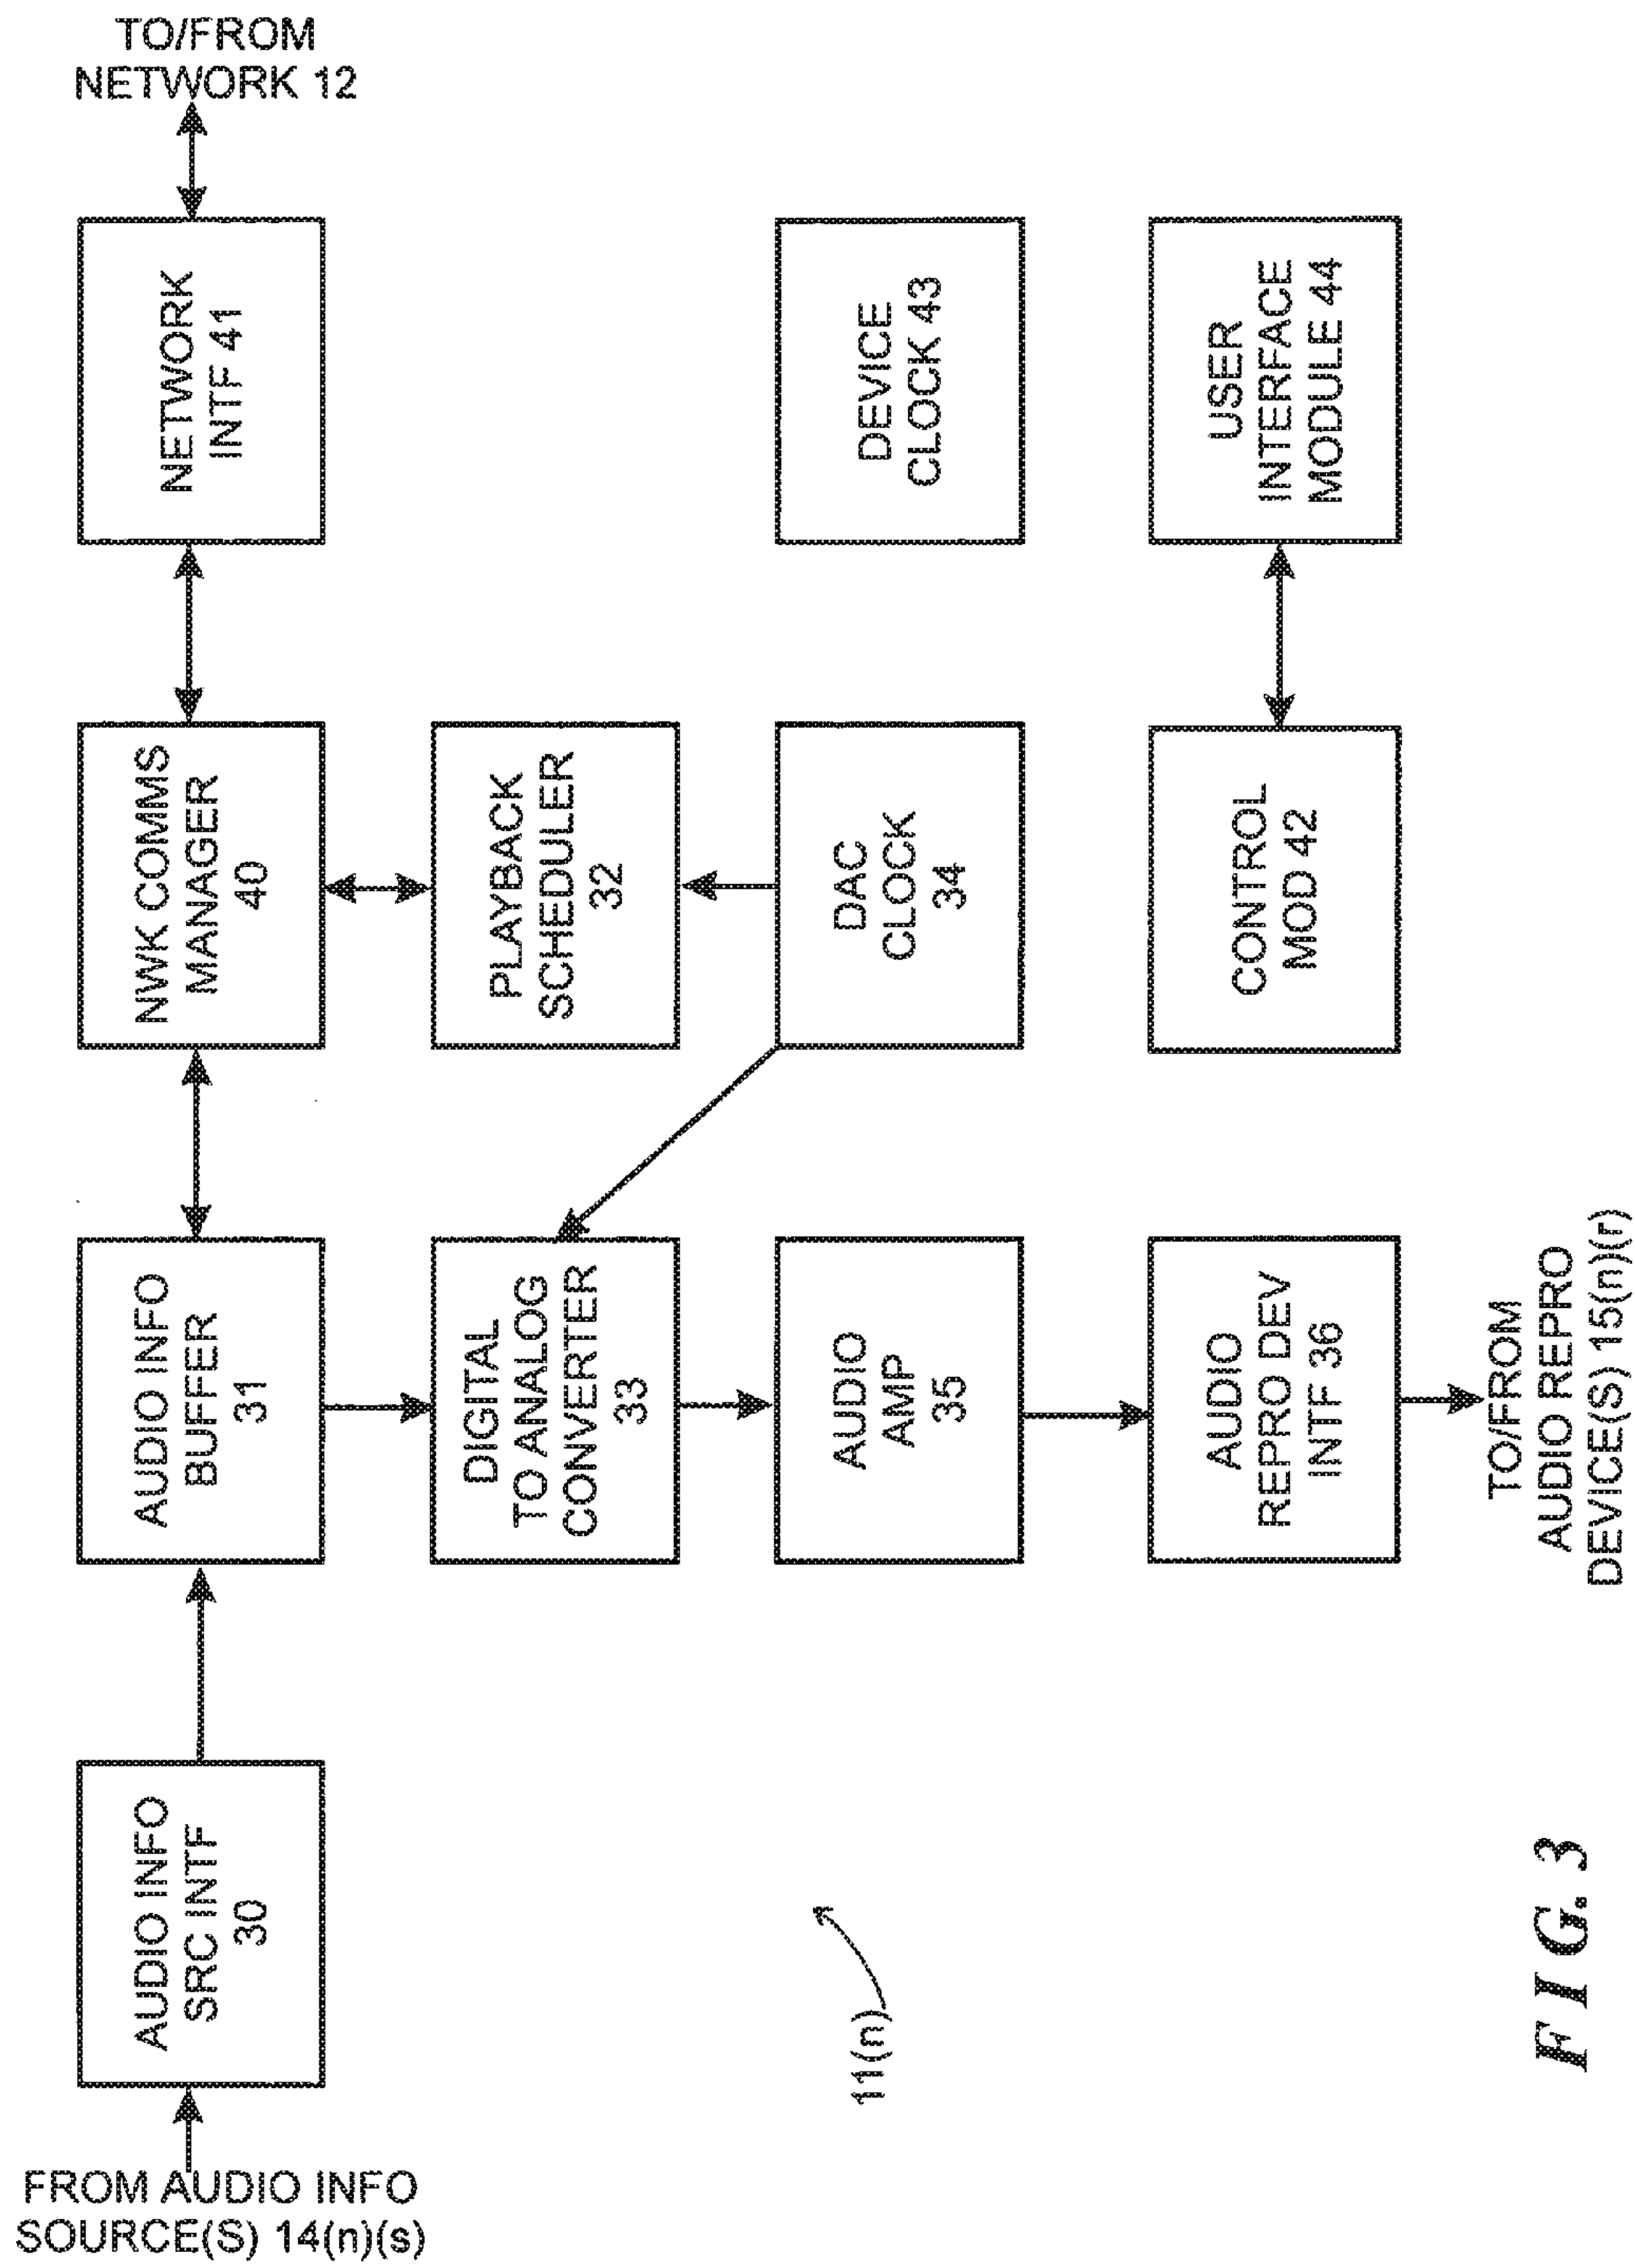 TO/FROM
NETWORK 12
NETWORK
INTF 41
DEVICE
CLOCK 43
USER
INTERFACE
MODULE 44
NWK COMMS
MANAGER
40
PLAYBACK
SCHEDULER
32
DAC
CLOCK
34
CONTROL
MOD 42
AUDIO INFO
BUFFER
31
DIGITAL
TO ANALOG
CONVERTER
33
AUDIO
AMP
35
AUDIO
REPRO DEV
INTF 36
TO/FROM
AUDIO REPRO
DEVICE(S) 15(n)(r)
AUDIO INFO
SRC INTF
30
11(n)
FROM AUDIO INFO
SOURCE(S) 14(n)(s)
FIG. 3